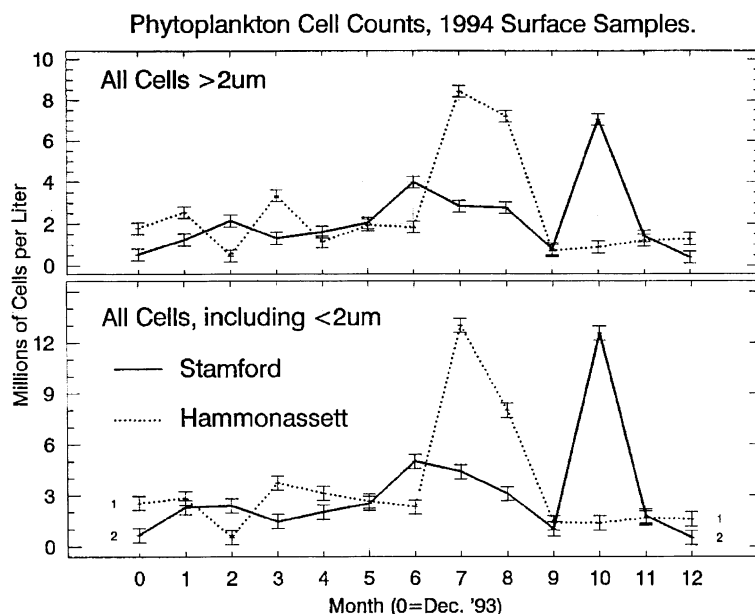 Phytoplankton Cell Counts, 1994 Surface Samples.
All Cells >2um
10
8
6
4
2
0
Millions of Cells per Liter
All Cells, including <2um
Stamford
Hammonassett
12
9
6
3
0
1
2
1
2
0 1 2 3 4 5 6 7 8 9 10 11 12
Month (0=Dec. '93)